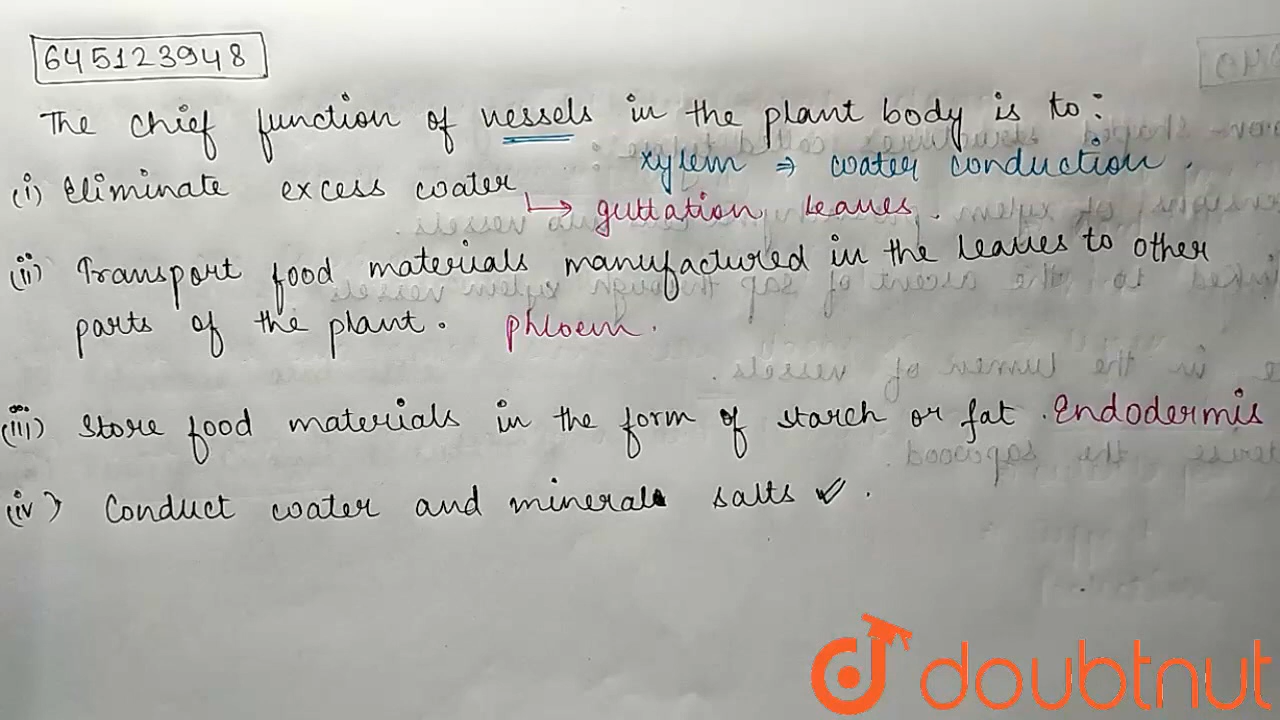 645123948
The chief function of vessels in the plant body is to:
xylem ⇒ water conduction.
(i) Eliminate excess water
↳ guttation leaves.
(ii) Transport food materials manufactured in the leaves to other
parts of the plant. phloem.
(iii) Store food materials in the form of starch or fat. Endodermis
(iv) Conduct water and mineral salts ✓.
doubtnut